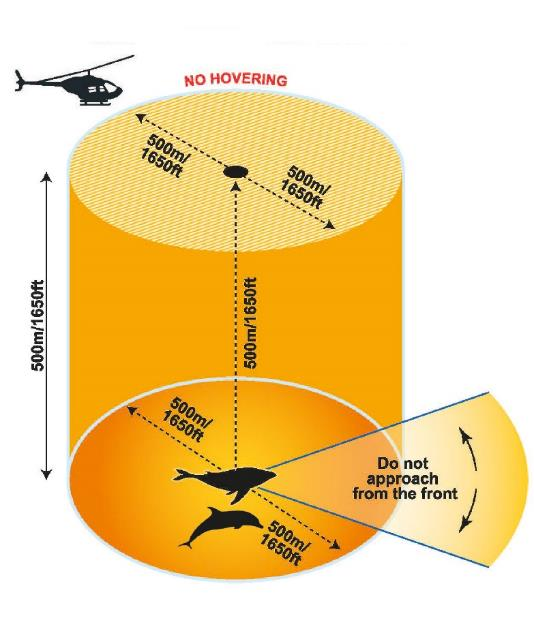 NO HOVERING
500m/
1650ft
500m/
1650ft
500m/1650ft
500m/1650ft
500m/
1650ft
Do not
approach
from the front
500m/
1650ft